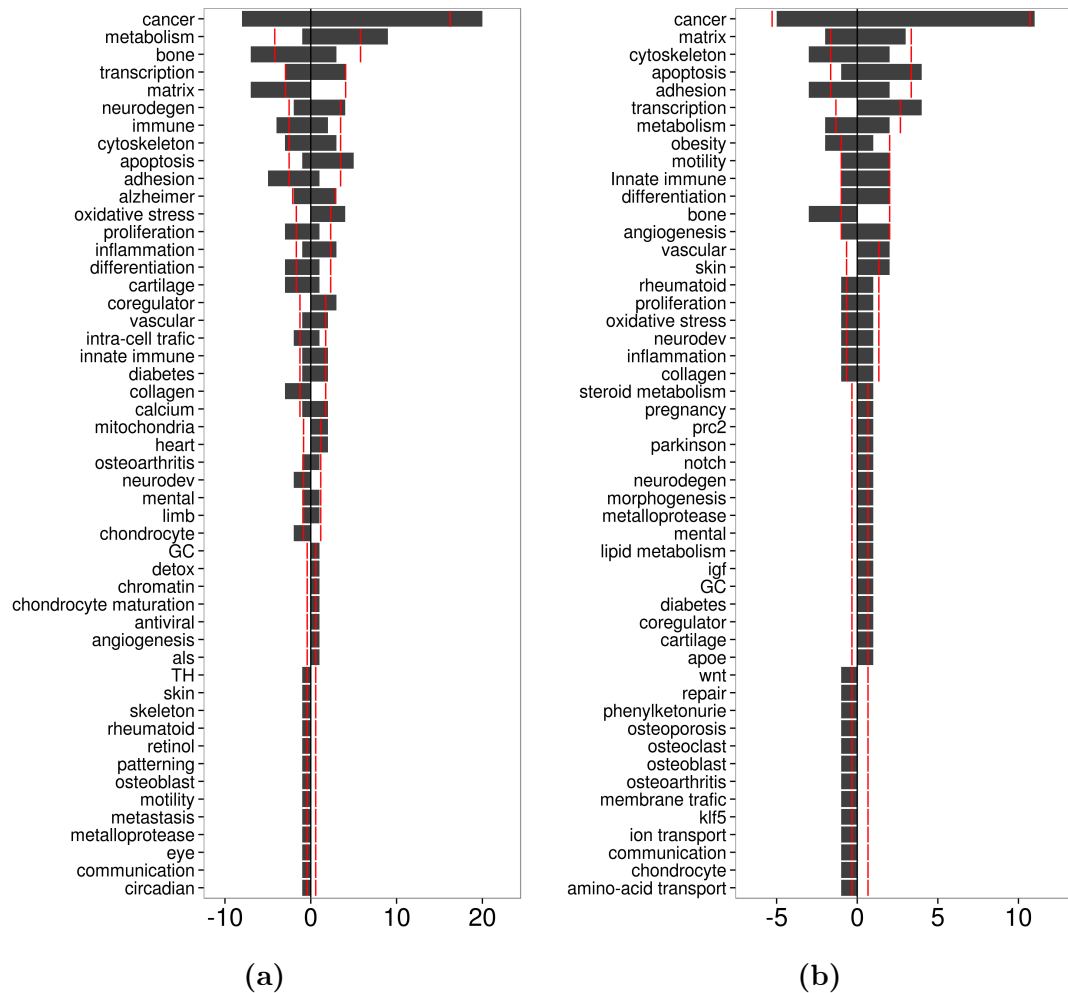 cancer
metabolism
bone
transcription
matrix
neurodegen
immune
cytoskeleton
apoptosis
adhesion
alzheimer
oxidative stress
proliferation
inflammation
differentiation
cartilage
coregulator
vascular
intra-cell trafic
innate immune
diabetes
collagen
calcium
mitochondria
heart
osteoarthritis
neurodev
mental
limb
chondrocyte
GC
detox
chromatin
chondrocyte maturation
antiviral
angiogenesis
als
TH
skin
skeleton
rheumatoid
retinol
patterning
osteoblast
motility
metastasis
metalloprotease
eye
communication
circadian
-10 0 10 20
(a)
cancer
matrix
cytoskeleton
apoptosis
adhesion
transcription
metabolism
obesity
motility
Innate immune
differentiation
bone
angiogenesis
vascular
skin
rheumatoid
proliferation
oxidative stress
neurodev
inflammation
collagen
steroid metabolism
pregnancy
prc2
parkinson
notch
neurodegen
morphogenesis
metalloprotease
mental
lipid metabolism
igf
GC
diabetes
coregulator
cartilage
apoe
wnt
repair
phenylketonurie
osteoporosis
osteoclast
osteoblast
osteoarthritis
membrane trafic
klf5
ion transport
communication
chondrocyte
amino-acid transport
-5 0 5 10
(b)